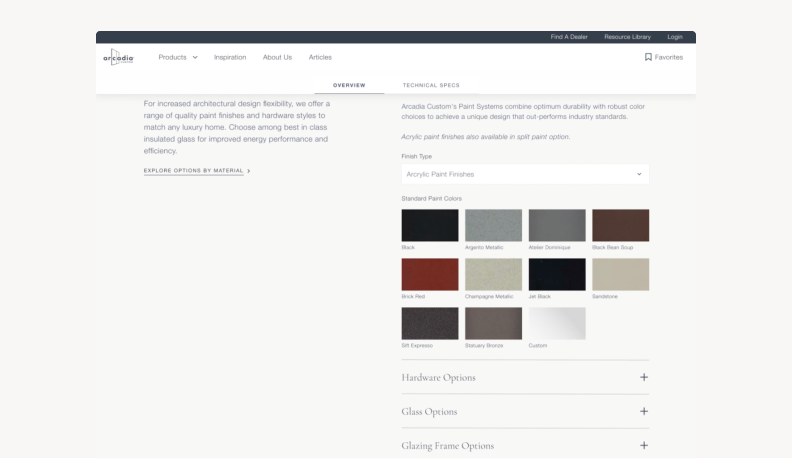 Find A Dealer Resource Library Login
arcadia Products Inspiration About Us Articles Favorites
OVERVIEW TECHNICAL SPECS
For increased architectural design flexibility, we offer a
range of quality paint finishes and hardware styles to
match any luxury home. Choose among best in class
insulated glass for improved energy performance and
efficiency.
EXPLORE OPTIONS BY MATERIAL
Arcadia Custom's Paint Systems combine optimum durability with robust color
choices to achieve a unique design that out-performs industry standards.
Acrylic paint finishes also available in split paint option.
Finish Type
Arcrylic Paint Finishes
Standard Paint Colors
Black Argento Metallic Atelier Dominique Black Bean Soup
Brick Red Champagne Metallic Jet Black Sandstone
Sift Expresso Statuary Bronze Custom
Hardware Options
Glass Options
Glazing Frame Options